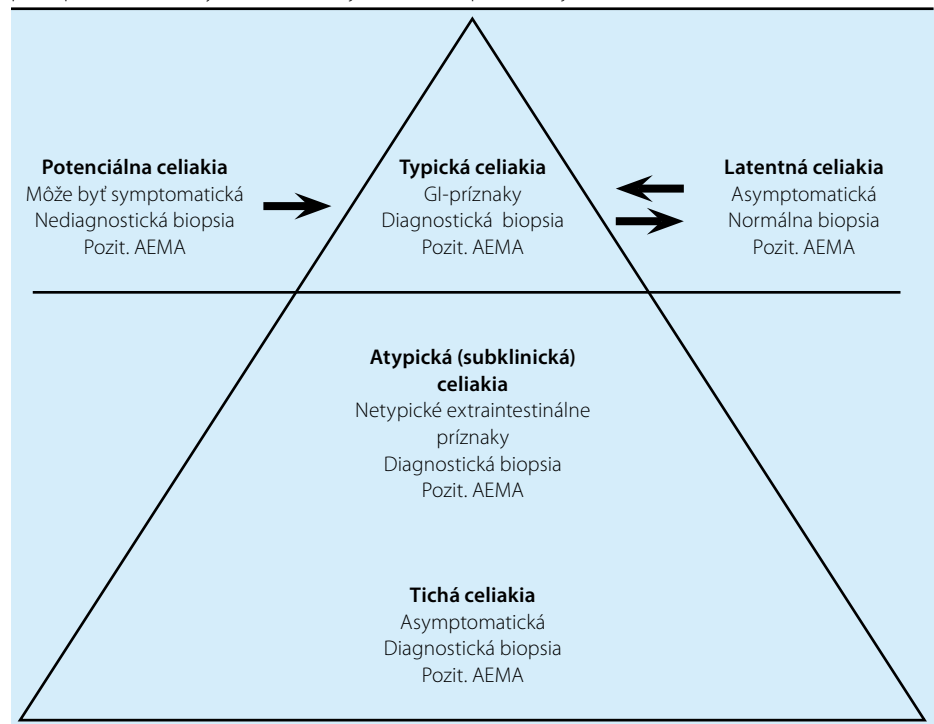 Potenciálna celiakia
Môže byť symptomatická
Nediagnostická biopsia
Pozit. AEMA
Typická celiakia
GI-príznaky
Diagnostická biopsia
Pozit. AEMA
Latentná celiakia
Asymptomatická
Normálna biopsia
Pozit. AEMA
Atypická (subklinická)
celiakia
Netypické extraintestinálne
príznaky
Diagnostická biopsia
Pozit. AEMA
Tichá celiakia
Asymptomatická
Diagnostická biopsia
Pozit. AEMA